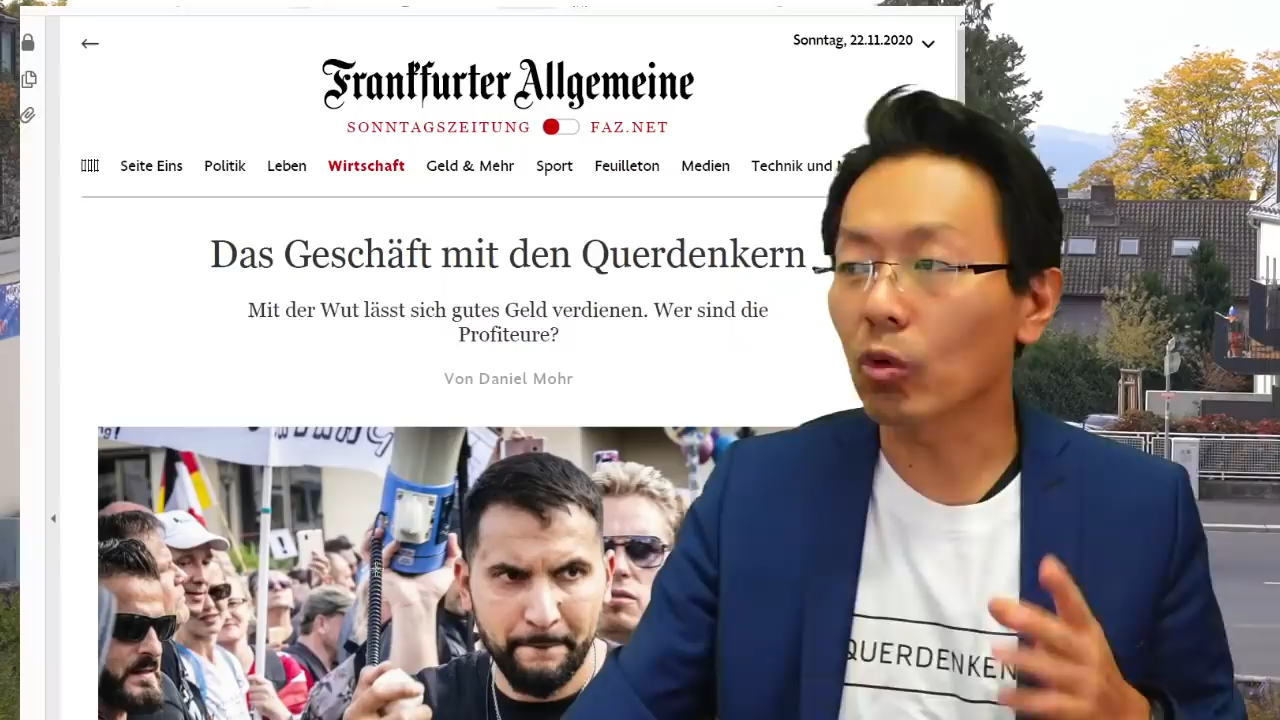 Sonntag, 22.11.2020
Frankfurter Allgemeine
SONNTAGSZEITUNG FAZ.NET
Seite Eins Politik Leben Wirtschaft Geld & Mehr Sport Feuilleton Medien Technik und
Das Geschäft mit den Querdenkern
Mit der Wut lässt sich gutes Geld verdienen. Wer sind die
Profiteure?
Von Daniel Mohr
QUERDENKEN